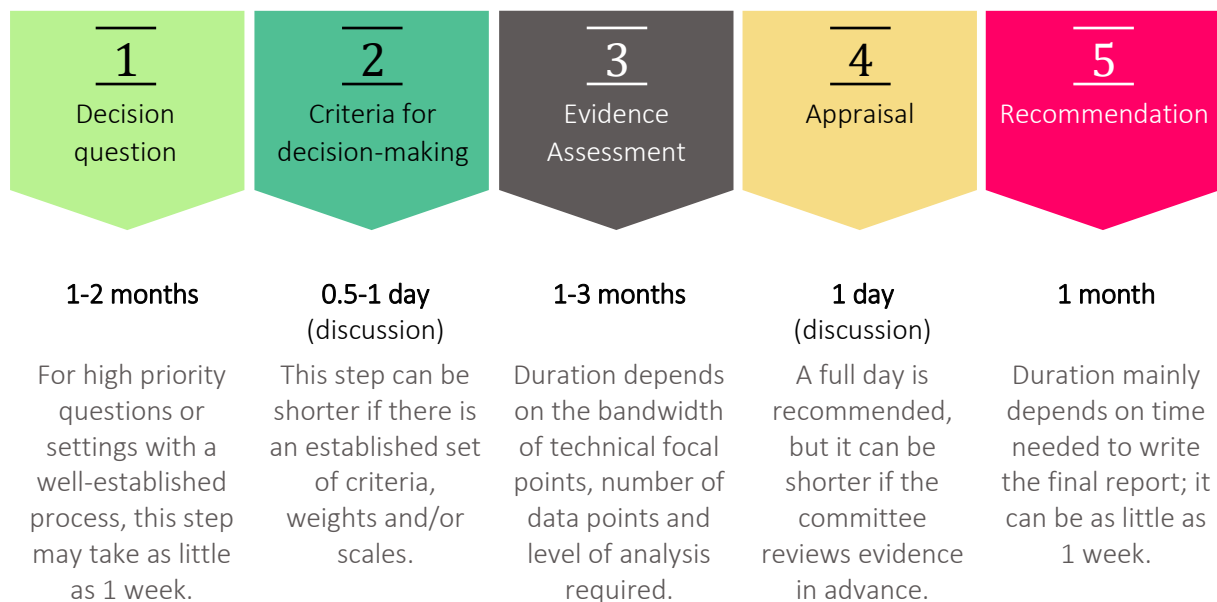 1
Decision
question
1-2 months
For high priority
questions or
settings with a
well-established
process, this step
may take as little
as 1 week.
2
Criteria for
decision-making
0.5-1 day
(discussion)
This step can be
shorter if there is
an established set
of criteria,
weights and/or
scales.
3
Evidence
Assessment
1-3 months
Duration depends
on the bandwidth
of technical focal
points, number of
data points and
level of analysis
required.
4
Appraisal
1 day
(discussion)
A full day is
recommended,
but it can be
shorter if the
committee
reviews evidence
in advance.
5
Recommendation
1 month
Duration mainly
depends on time
needed to write
the final report; it
can be as little as
1 week.